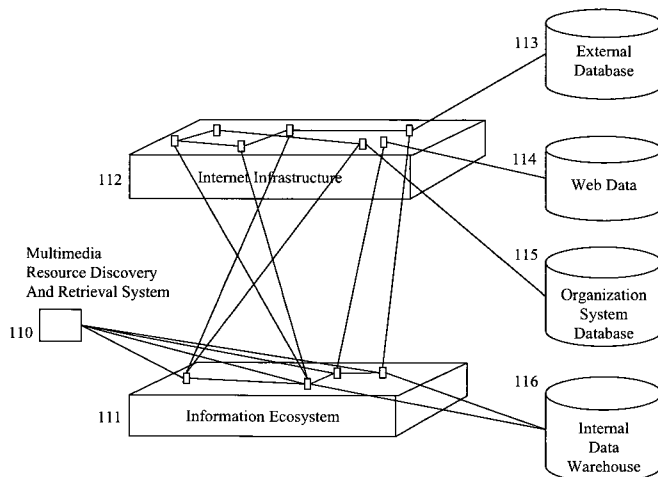 113
External
Database
114
Web Data
112
Internet Infrastructure
115
Organization
System
Database
Multimedia
Resource Discovery
And Retrieval System
110
111
Information Ecosystem
116
Internal
Data
Warehouse